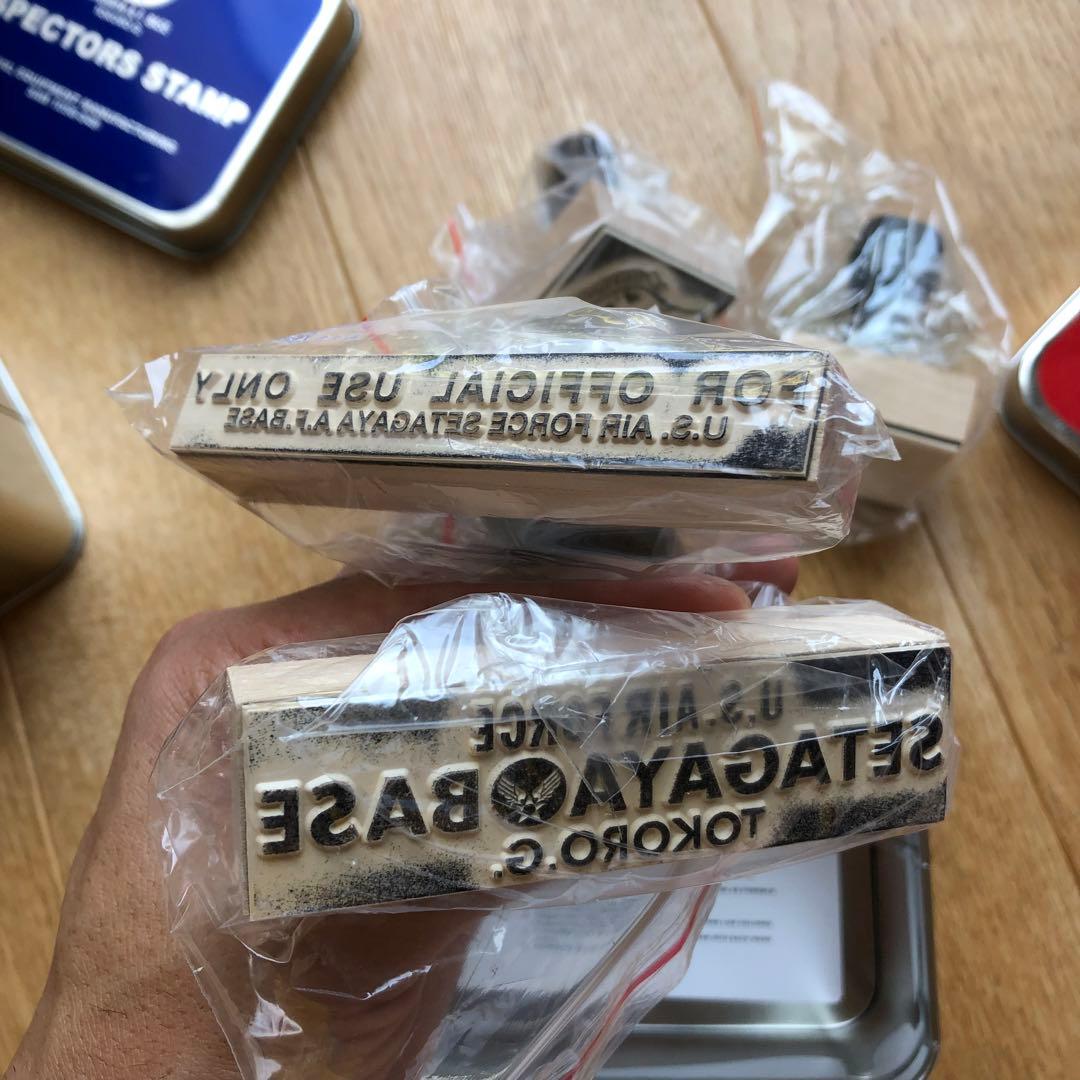 SPECTORS STAMP
FOR OFFICIAL USE ONLY
U.S. AIR FORCE SETAGAYA A.F.BASE
U.S. AIR FORCE
SETAGAYA BASE
TOKORO.G.